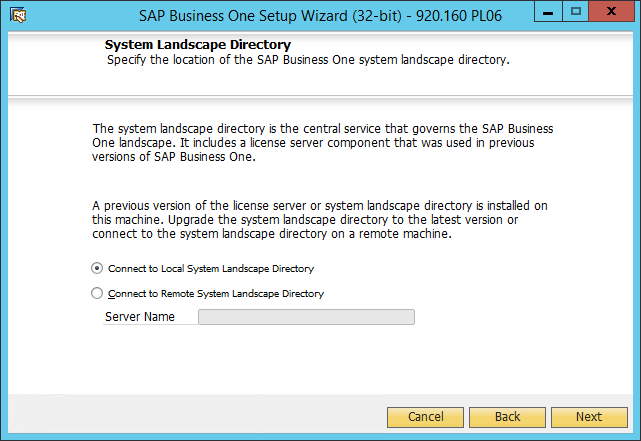 SAP Business One Setup Wizard (32-bit) - 920.160 PL06
System Landscape Directory
Specify the location of the SAP Business One system landscape directory.
The system landscape directory is the central service that governs the SAP Business
One landscape. It includes a license server component that was used in previous
versions of SAP Business One.
A previous version of the license server or system landscape directory is installed on
this machine. Upgrade the system landscape directory to the latest version or
connect to the system landscape directory on a remote machine.
Connect to Local System Landscape Directory
Connect to Remote System Landscape Directory
Server Name
Cancel Back Next